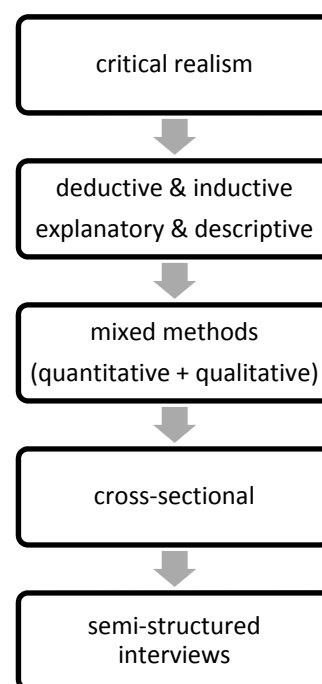 critical realism
deductive & inductive
explanatory & descriptive
mixed methods
(quantitative + qualitative)
cross-sectional
semi-structured
interviews